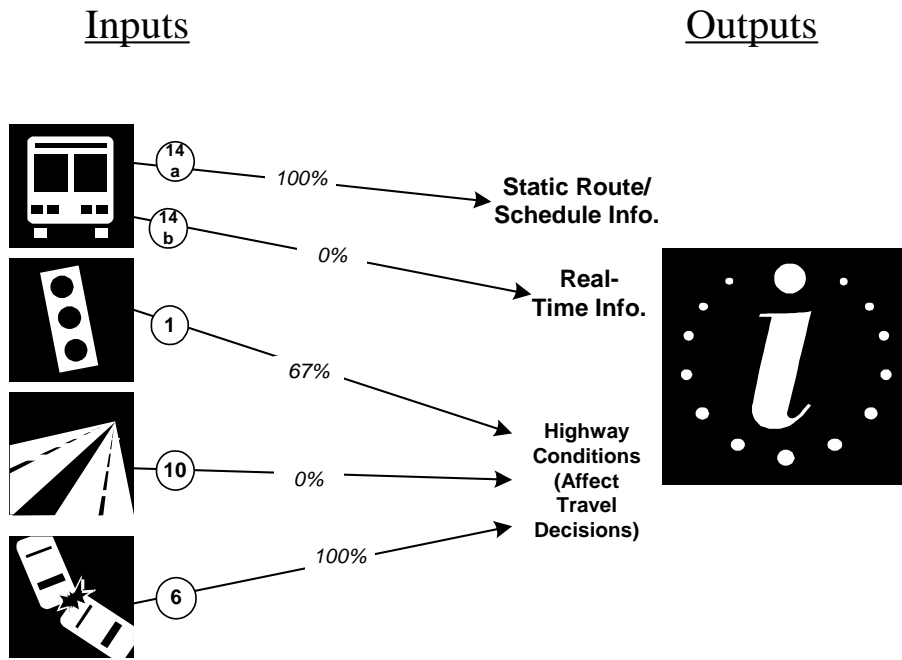 Inputs
Outputs
14
a
100%
Static Route/
Schedule Info.
14
b
0%
Real-
Time Info.
1
67%
Highway
Conditions
(Affect
Travel
Decisions)
10
0%
6
100%
i